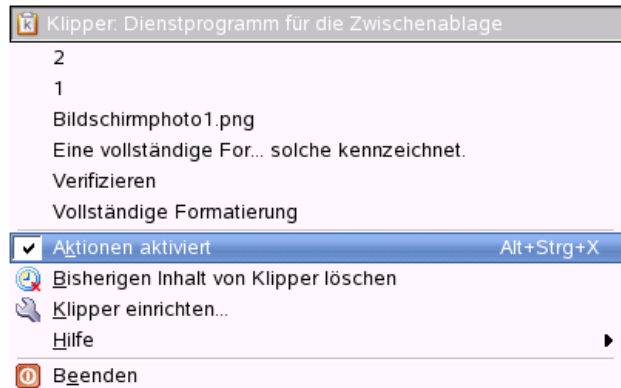 Klipper: Dienstprogramm für die Zwischenablage
2
1
Bildschirmphoto1.png
Eine vollständige For... solche kennzeichnet.
Verifizieren
Vollständige Formatierung
Aktionen aktiviert Alt+Strg+X
Bisherigen Inhalt von Klipper löschen
Klipper einrichten...
Hilfe
Beenden